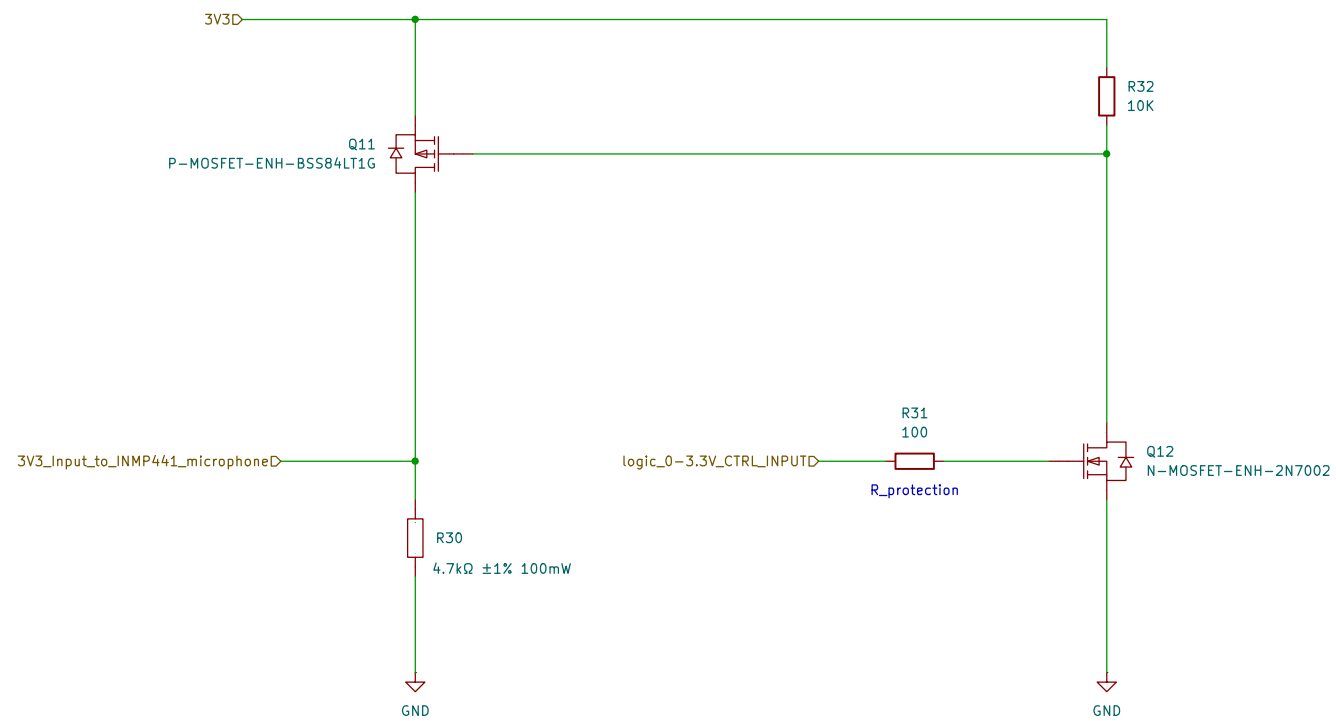 3V3
R32
10K
Q11
P-MOSFET-ENH-BSS84LT1G
R31
100
3V3_Input_to_INMP441_microphone
logic_0-3.3V_CTRL_INPUT
Q12
N-MOSFET-ENH-2N7002
R_protection
R30
4.7kΩ ±1% 100mW
GND
GND